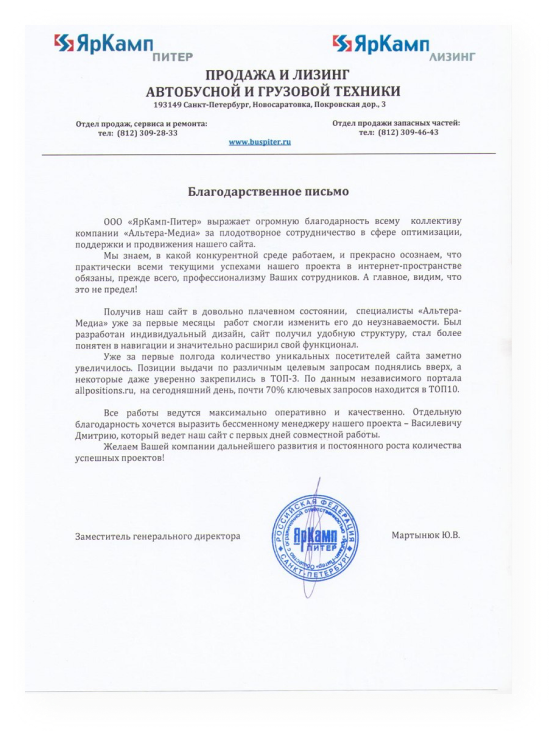 ЯрКамп ПИТЕР
ЯрКамп ЛИЗИНГ
ПРОДАЖА И ЛИЗИНГ
АВТОБУСНОЙ И ГРУЗОВОЙ ТЕХНИКИ
193149 Санкт-Петербург, Новосаратовка, Покровская дор., 3
Отдел продаж, сервиса и ремонта:
тел: (812) 309-28-33
Отдел продажи запасных частей:
тел: (812) 309-46-43
www.buspiter.ru
Благодарственное письмо
ООО «ЯрКамп-Питер» выражает огромную благодарность всему коллективу
компании «Альтера-Медиа» за плодотворное сотрудничество в сфере оптимизации,
поддержки и продвижения нашего сайта.
Мы знаем, в какой конкурентной среде работаем, и прекрасно осознаем, что
практически всеми текущими успехами нашего проекта в интернет-пространстве
обязаны, прежде всего, профессионализму Ваших сотрудников. А главное, видим, что
это не предел!
Получив наш сайт в довольно плачевном состоянии, специалисты «Альтера-
Медиа» уже за первые месяцы работ смогли изменить его до неузнаваемости. Был
разработан индивидуальный дизайн, сайт получил удобную структуру, стал более
понятен в навигации и значительно расширил свой функционал.
Уже за первые полгода количество уникальных посетителей сайта заметно
увеличилось. Позиции выдачи по различным целевым запросам поднялись вверх, а
некоторые даже уверенно закрепились в ТОП-3. По данным независимого портала
allpositions.ru, на сегодняшний день, почти 70% ключевых запросов находится в ТОП10.
Все работы ведутся максимально оперативно и качественно. Отдельную
благодарность хочется выразить бессменному менеджеру нашего проекта – Василевичу
Дмитрию, который ведет наш сайт с первых дней совместной работы.
Желаем Вашей компании дальнейшего развития и постоянного роста количества
успешных проектов!
Заместитель генерального директора
РОССИЙСКАЯ ФЕДЕРАЦИЯ
ЯрКамп
ПИТЕР
САНКТ-ПЕТЕРБУРГ
Мартынюк Ю.В.